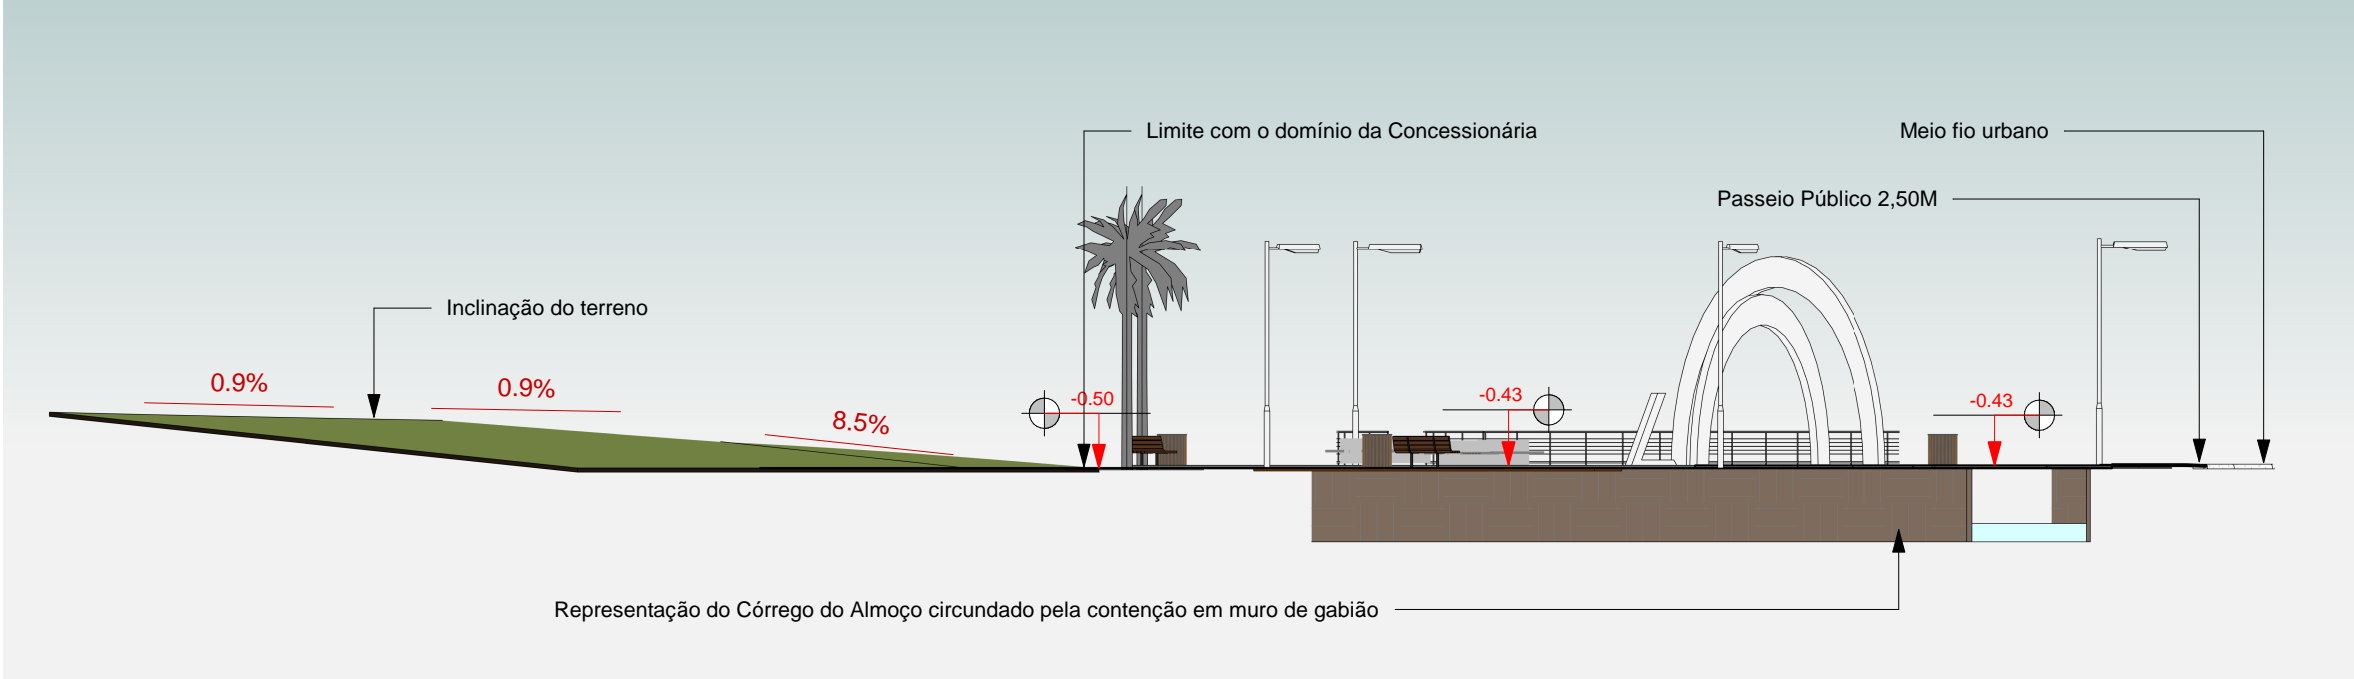 Limite com o domínio da Concessionária
Meio fio urbano
Passeio Público 2,50M
Inclinação do terreno
0.9%
0.9%
8.5%
-0.50
-0.43
-0.43
Representação do Córrego do Almoço circundado pela contenção em muro de gabião